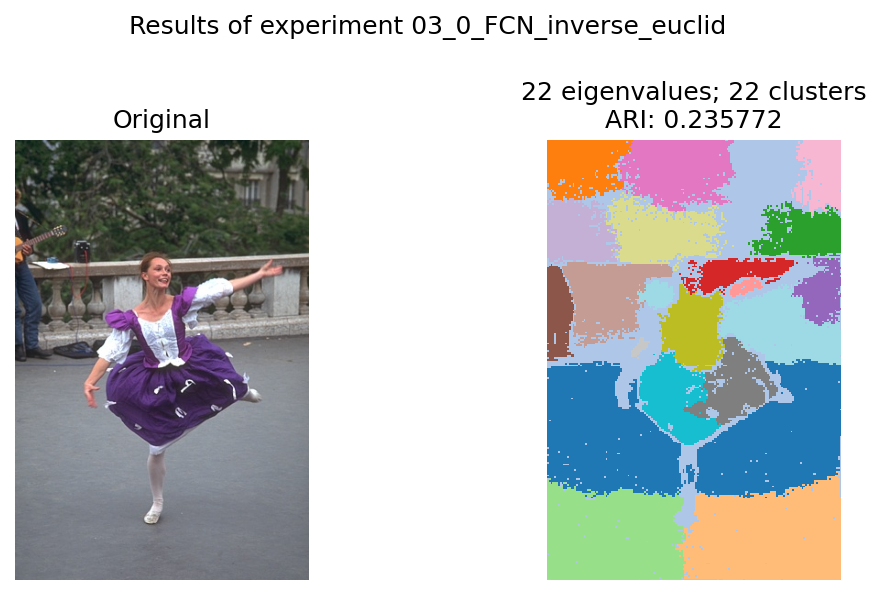 Results of experiment 03_0_FCN_inverse_euclid
Original
22 eigenvalues; 22 clusters
ARI: 0.235772